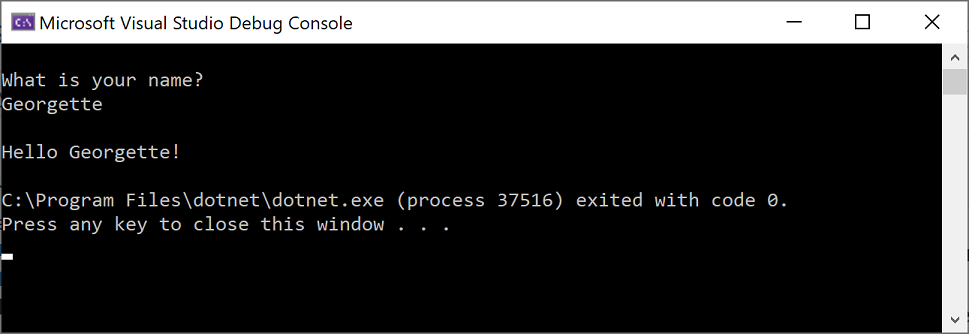 Microsoft Visual Studio Debug Console
What is your name?
Georgette
Hello Georgette!
C:\Program Files\dotnet\dotnet.exe (process 37516) exited with code 0.
Press any key to close this window . . .